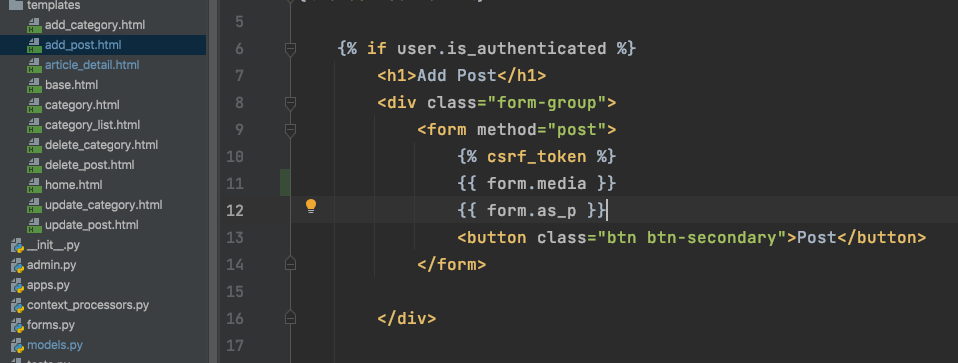 templates
add_category.html
add_post.html
article_detail.html
base.html
category.html
category_list.html
delete_category.html
delete_post.html
home.html
update_category.html
update_post.html
__init__.py
admin.py
apps.py
context_processors.py
forms.py
models.py
5
6 {% if user.is_authenticated %}
7 <h1>Add Post</h1>
8 <div class="form-group">
9 <form method="post">
10 {% csrf_token %}
11 {{ form.media }}
12 {{ form.as_p }}
13 <button class="btn btn-secondary">Post</button>
14 </form>
15
16 </div>
17